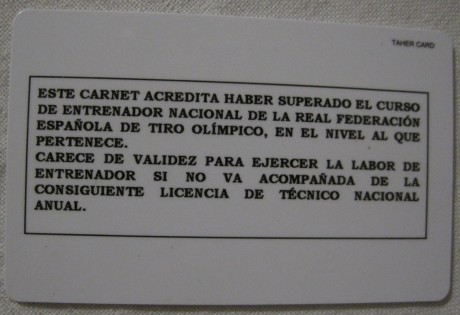 TAHER CARD
ESTE CARNET ACREDITA HABER SUPERADO EL CURSO
DE ENTRENADOR NACIONAL DE LA REAL FEDERACIÓN
ESPAÑOLA DE TIRO OLÍMPICO, EN EL NIVEL AL QUE
PERTENECE.
CARECE DE VALIDEZ PARA EJERCER LA LABOR DE
ENTRENADOR SI NO VA ACOMPAÑADA DE LA
CONSIGUIENTE LICENCIA DE TÉCNICO NACIONAL
ANUAL.